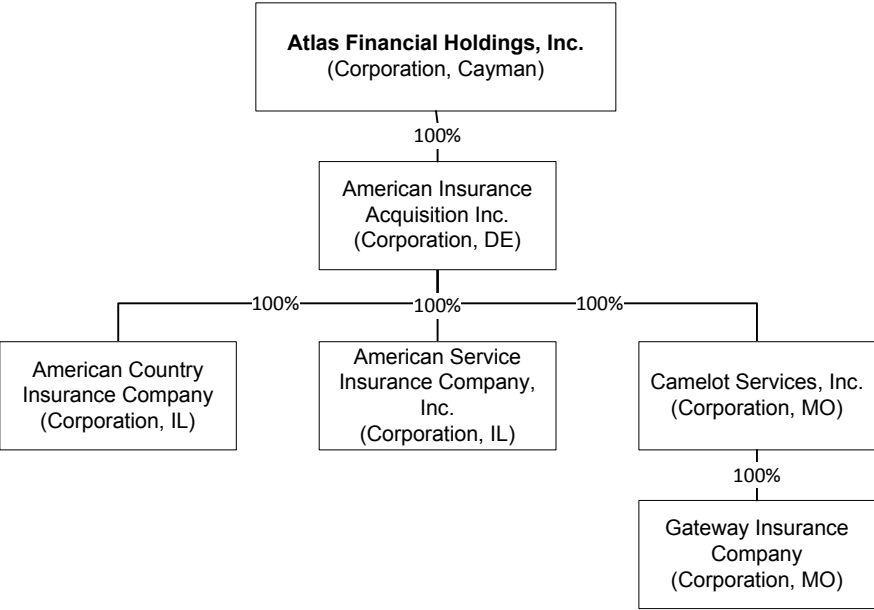 Atlas Financial Holdings, Inc.
(Corporation, Cayman)
100%
American Insurance
Acquisition Inc.
(Corporation, DE)
100%
100%
100%
American Country
Insurance Company
(Corporation, IL)
American Service
Insurance Company,
Inc.
(Corporation, IL)
Camelot Services, Inc.
(Corporation, MO)
100%
Gateway Insurance
Company
(Corporation, MO)